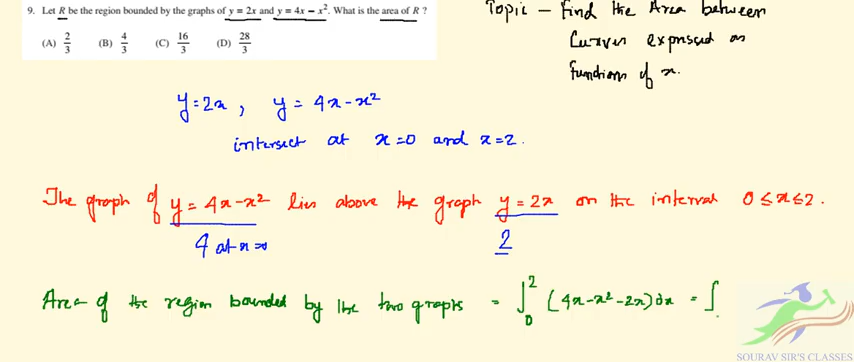 9. Let R be the region bounded by the graphs of y = 2x and y = 4x − x². What is the area of R ?
(A) 2/3 (B) 4/3 (C) 16/3 (D) 28/3
Topic – Find the Area between
Curves expressed as
functions of x.
y=2x , y = 4x-x²
intersect at x=0 and x=2.
The graph of y = 4x-x² lies above the graph y = 2x on the interval 0≤x≤2.
4 at x= 2
Area of the region bounded by the two graphs = ∫₀² (4x-x²-2x)dx = ∫
SOURAV SIR'S CLASSES